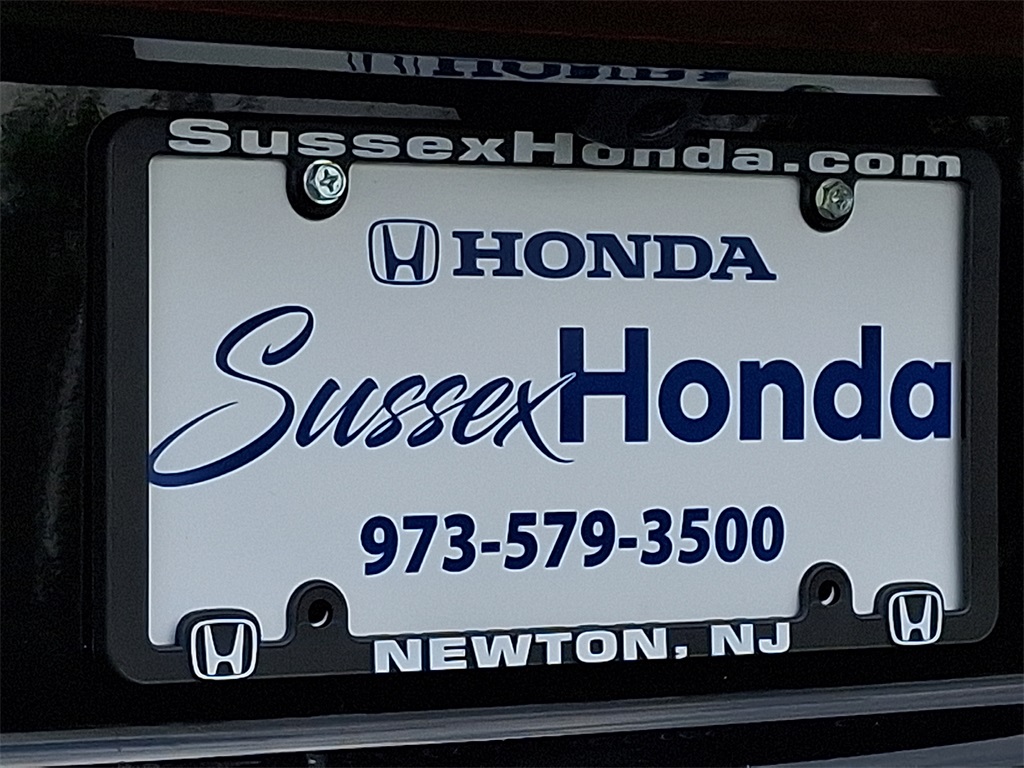 SussexHonda.com
HONDA
SussexHonda
973-579-3500
NEWTON, NJ